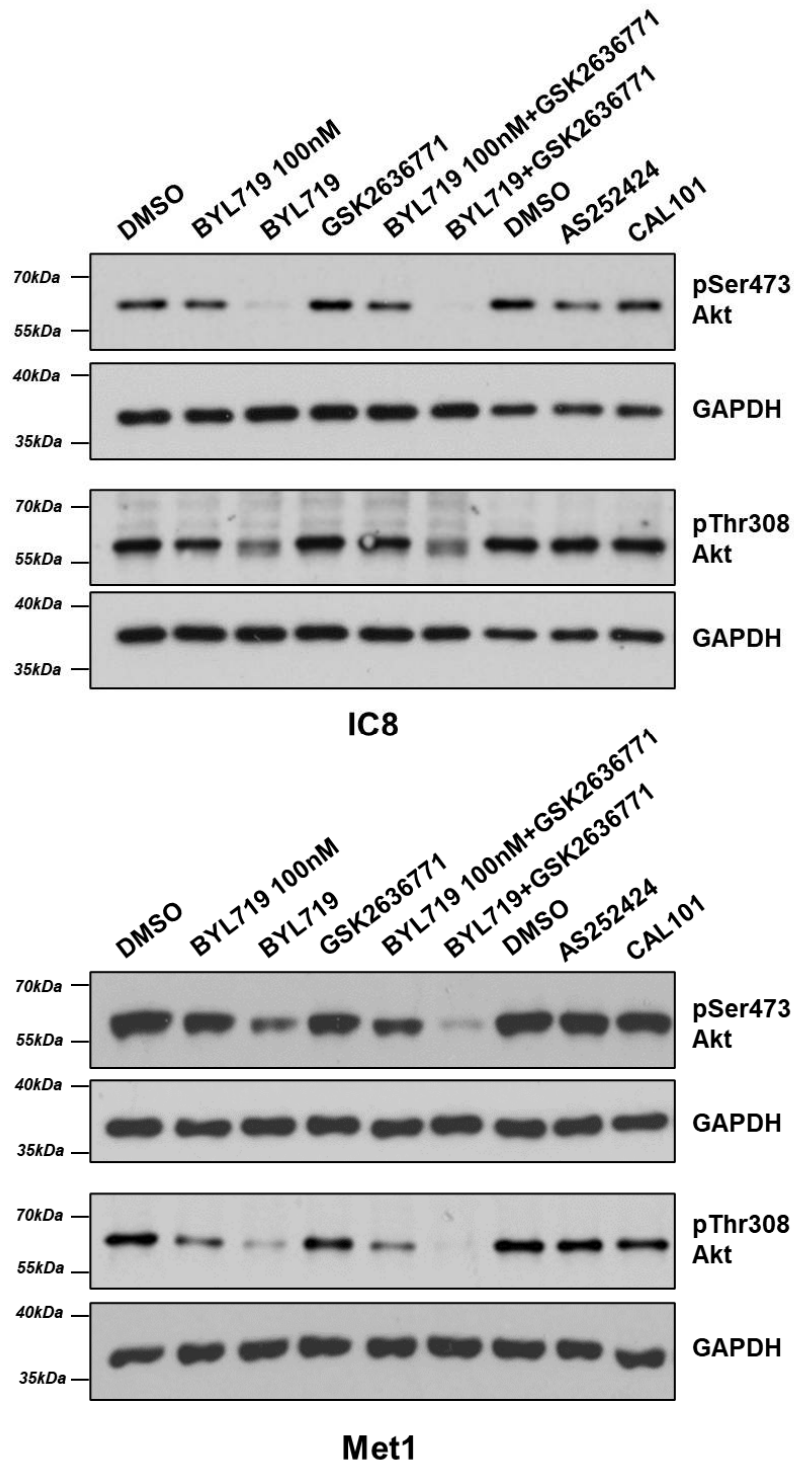 DMSO
BYL719 100nM
BYL719
GSK2636771
BYL719 100nM+GSK2636771
BYL719+GSK2636771
DMSO
AS252424
CAL101
70kDa
55kDa
pSer473
Akt
40kDa
35kDa
GAPDH
70kDa
55kDa
pThr308
Akt
40kDa
35kDa
GAPDH
IC8
DMSO
BYL719 100nM
BYL719
GSK2636771
BYL719 100nM+GSK2636771
BYL719+GSK2636771
DMSO
AS252424
CAL101
70kDa
55kDa
pSer473
Akt
40kDa
35kDa
GAPDH
70kDa
55kDa
pThr308
Akt
40kDa
35kDa
GAPDH
Met1